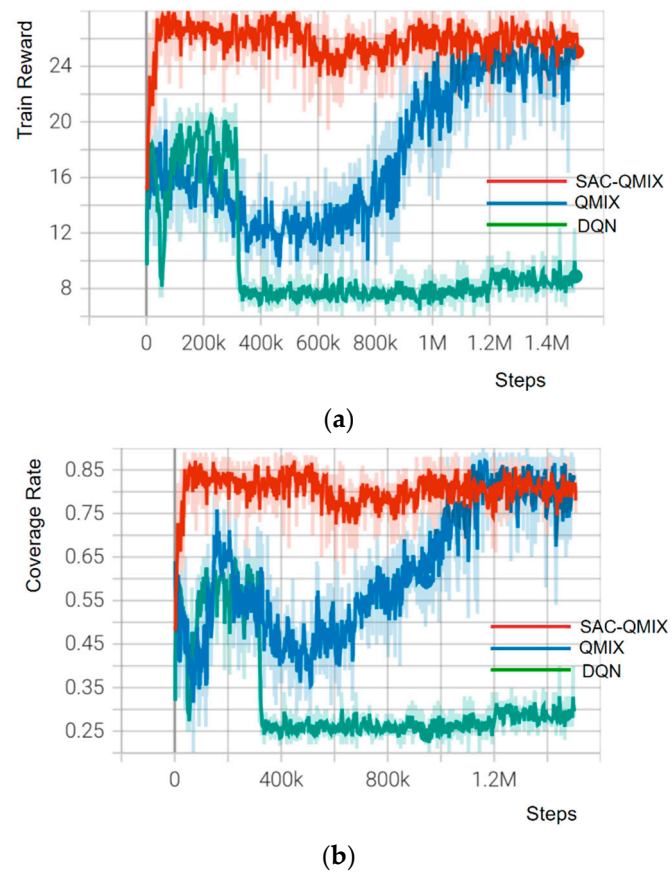 Train Reward
24
20
16
12
8
SAC-QMIX
QMIX
DQN
0 200k 400k 600k 800k 1M 1.2M 1.4M
Steps
(a)
Coverage Rate
0.85
0.75
0.65
0.55
0.45
0.35
0.25
SAC-QMIX
QMIX
DQN
0 400k 800k 1.2M
Steps
(b)